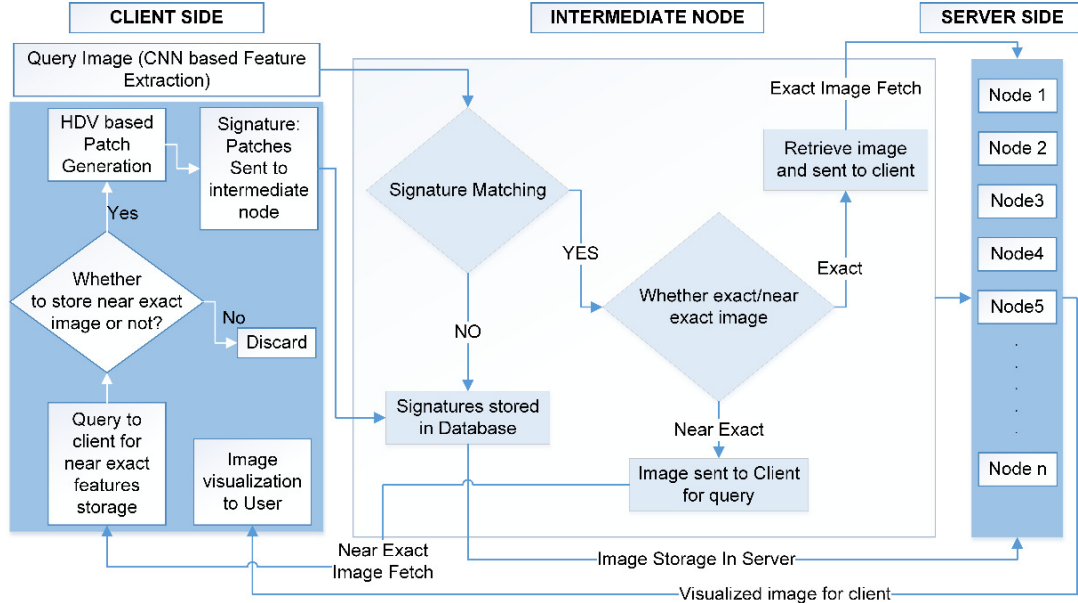 CLIENT SIDE
INTERMEDIATE NODE
SERVER SIDE
Query Image (CNN based Feature
Extraction)
HDV based
Patch
Generation
Signature:
Patches
Sent to
intermediate
node
Yes
Whether
to store near exact
image or not?
No
Discard
Query to
client for
near exact
features
storage
Image
visualization
to User
Signature Matching
YES
NO
Signatures stored
in Database
Whether exact/near
exact image
Exact
Retrieve image
and sent to client
Exact Image Fetch
Near Exact
Image sent to Client
for query
Near Exact
Image Fetch
Image Storage In Server
Visualized image for client
Node 1
Node 2
Node3
Node4
Node5
.
.
.
.
.
Node n